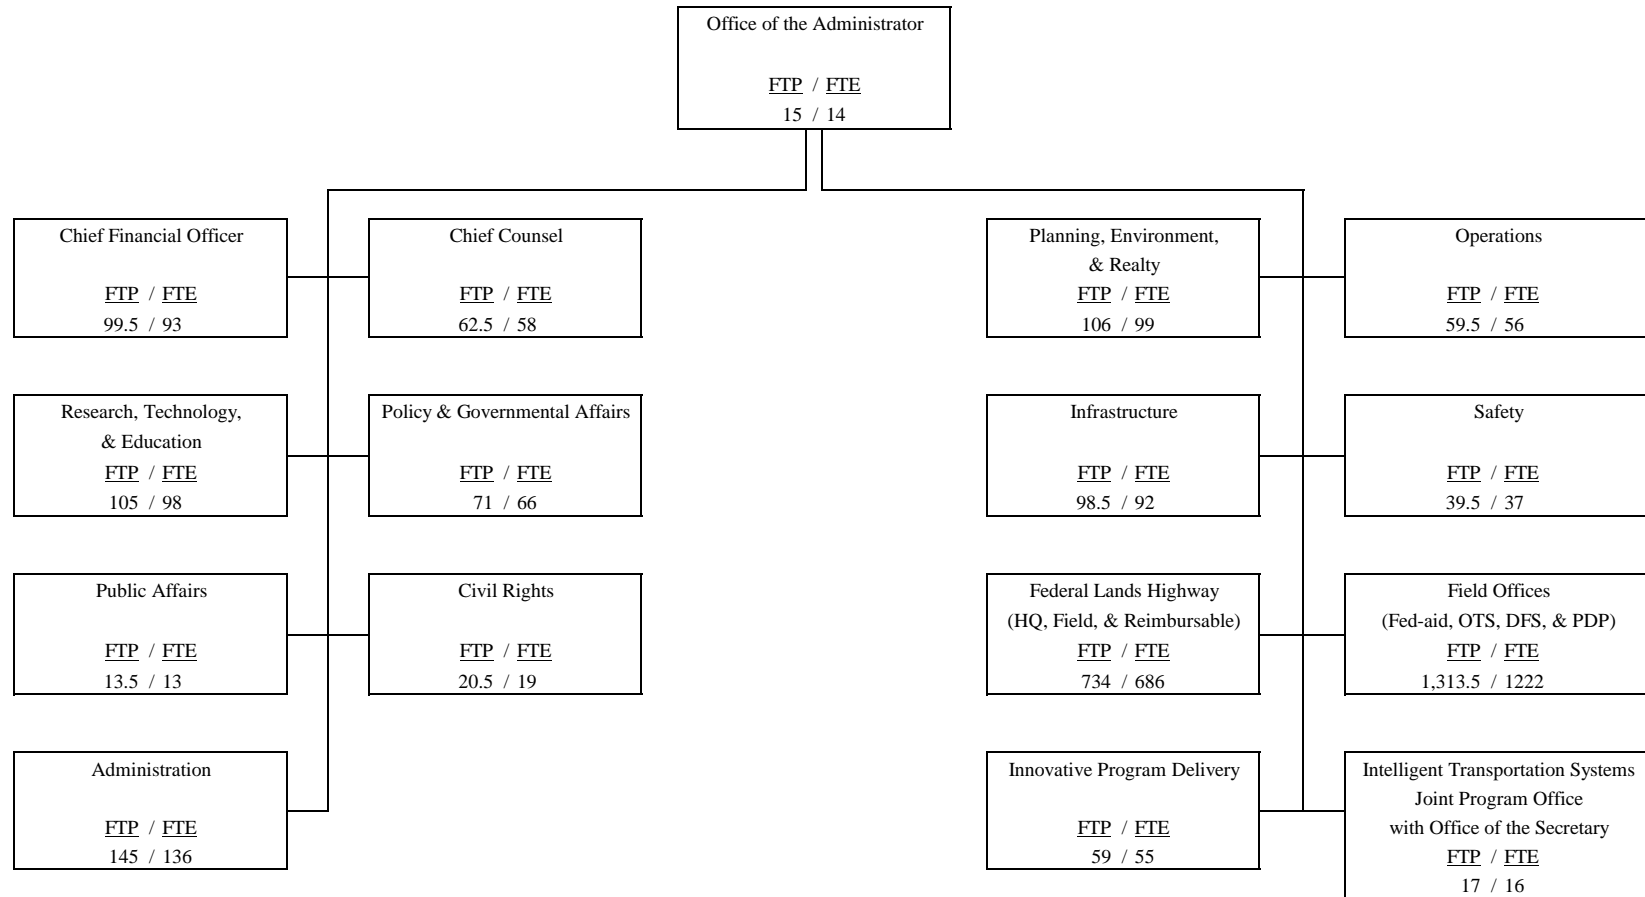 Office of the Administrator
FTP / FTE
15 / 14
Chief Financial Officer
FTP / FTE
99.5 / 93
Chief Counsel
FTP / FTE
62.5 / 58
Planning, Environment,
& Realty
FTP / FTE
106 / 99
Operations
FTP / FTE
59.5 / 56
Research, Technology,
& Education
FTP / FTE
105 / 98
Policy & Governmental Affairs
FTP / FTE
71 / 66
Infrastructure
FTP / FTE
98.5 / 92
Safety
FTP / FTE
39.5 / 37
Public Affairs
FTP / FTE
13.5 / 13
Civil Rights
FTP / FTE
20.5 / 19
Federal Lands Highway
(HQ, Field, & Reimbursable)
FTP / FTE
734 / 686
Field Offices
(Fed-aid, OTS, DFS, & PDP)
FTP / FTE
1,313.5 / 1222
Administration
FTP / FTE
145 / 136
Innovative Program Delivery
FTP / FTE
59 / 55
Intelligent Transportation Systems
Joint Program Office
with Office of the Secretary
FTP / FTE
17 / 16